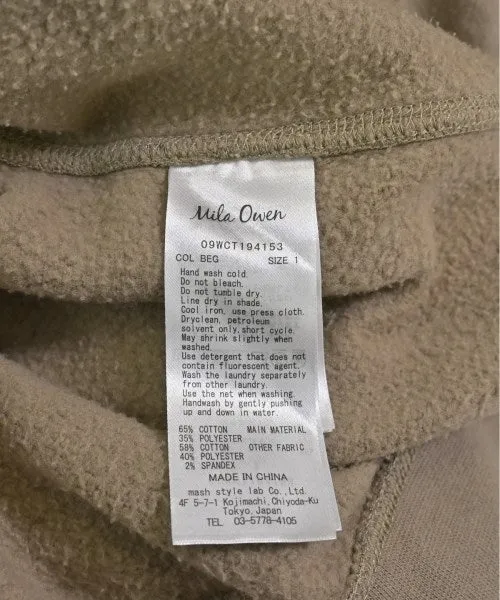 Mila Owen
09WCT194153
COL BEG SIZE 1
Hand wash cold.
Do not bleach.
Do not tumble dry.
Line dry in shade.
Cool iron, use press cloth.
Dryclean, petroleum
solvent only, short cycle.
May shrink slightly when
washed.
Use detergent that does not
contain fluorescent agent.
Wash the laundry separately
from other laundry.
Use the net when washing.
Handwash by gently pushing
up and down in water.
65% COTTON MAIN MATERIAL
35% POLYESTER
58% COTTON OTHER FABRIC
40% POLYESTER
2% SPANDEX
MADE IN CHINA
mash style lab Co.,Ltd.
4F 5-7-1 Kojimachi,Chiyoda-Ku
Tokyo,Japan
TEL 03-5778-4105